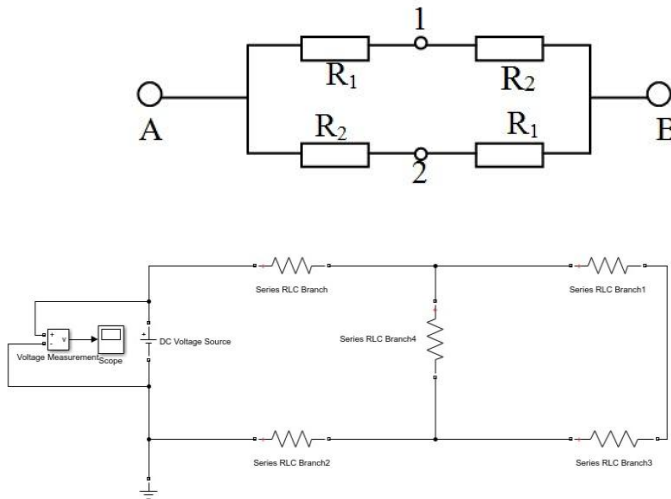 1
R₁ R₂
A B
R₂ R₁
2
Series RLC Branch Series RLC Branch1
+
-
v
Voltage Measurement
Scope
+
DC Voltage Source
Series RLC Branch4
Series RLC Branch2 Series RLC Branch3